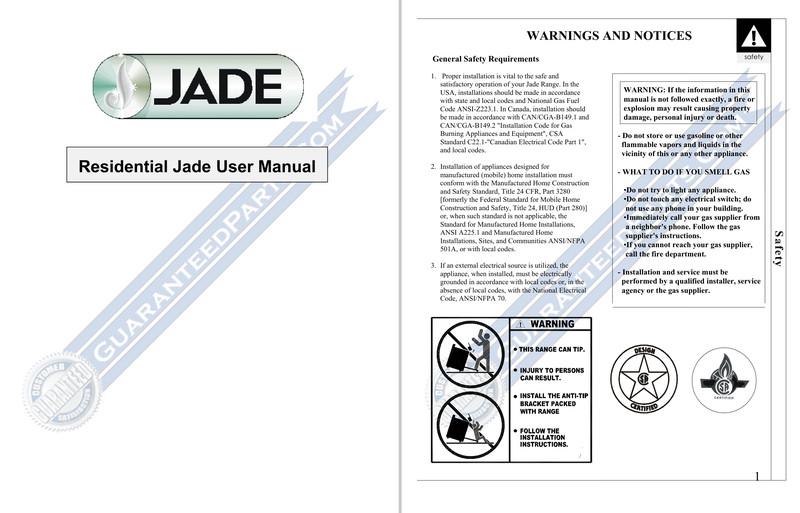 JADE
Residential Jade User Manual
GUARANTEEDPARTS.COM
CUSTOMER
GUARANTEED
WARNINGS AND NOTICES
safety
General Safety Requirements
1. Proper installation is vital to the safe and
satisfactory operation of your Jade Range. In the
USA, installations should be made in accordance
with state and local codes and National Gas Fuel
Code ANSI-Z223.1. In Canada, installation should
be made in accordance with CAN/CGA-B149.1 and
CAN/CGA-B149.2 "Installation Code for Gas
Burning Appliances and Equipment", CSA
Standard C22.1-"Canadian Electrical Code Part 1",
and local codes.
2. Installation of appliances designed for
manufactured (mobile) home installation must
conform with the Manufactured Home Construction
and Safety Standard, Title 24 CFR, Part 3280
[formerly the Federal Standard for Mobile Home
Construction and Safety, Title 24, HUD (Part 280)]
or, when such standard is not applicable, the
Standard for Manufactured Home Installations,
ANSI A225.1 and Manufactured Home
Installations, Sites, and Communities ANSI/NFPA
501A, or with local codes.
3. If an external electrical source is utilized, the
appliance, when installed, must be electrically
grounded in accordance with local codes or, in the
absence of local codes, with the National Electrical
Code, ANSI/NFPA 70.
WARNING
• THIS RANGE CAN TIP.
• INJURY TO PERSONS
CAN RESULT.
• INSTALL THE ANTI-TIP
BRACKET PACKED
WITH RANGE
• FOLLOW THE
INSTALLATION
INSTRUCTIONS.
WARNING: If the information in this
manual is not followed exactly, a fire or
explosion may result causing property
damage, personal injury or death.
- Do not store or use gasoline or other
flammable vapors and liquids in the
vicinity of this or any other appliance.
- WHAT TO DO IF YOU SMELL GAS
•Do not try to light any appliance.
•Do not touch any electrical switch; do
not use any phone in your building.
•Immediately call your gas supplier from
a neighbor's phone. Follow the gas
supplier's instructions.
•If you cannot reach your gas supplier,
call the fire department.
- Installation and service must be
performed by a qualified installer, service
agency or the gas supplier.
DESIGN
CERTIFIED
CERTIFIED
Safety
1